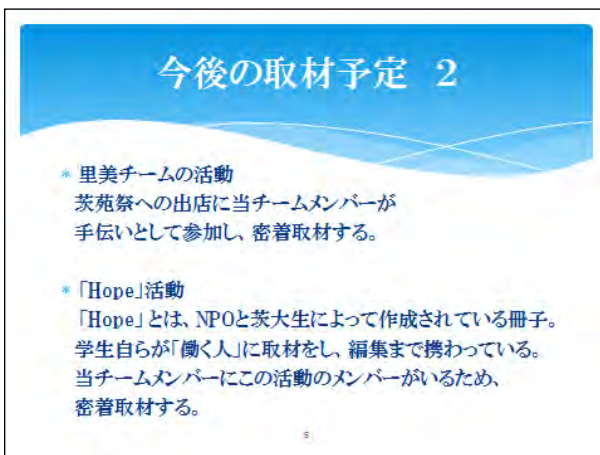 今後の取材予定 2
* 里美チームの活動
茨苑祭への出店に当チームメンバーが
手伝いとして参加し、密着取材する。
* 「Hope」活動
「Hope」とは、NPOと茨大生によって作成されている冊子。
学生自らが「働く人」に取材をし、編集まで携わっている。
当チームメンバーにこの活動のメンバーがいるため、
密着取材する。